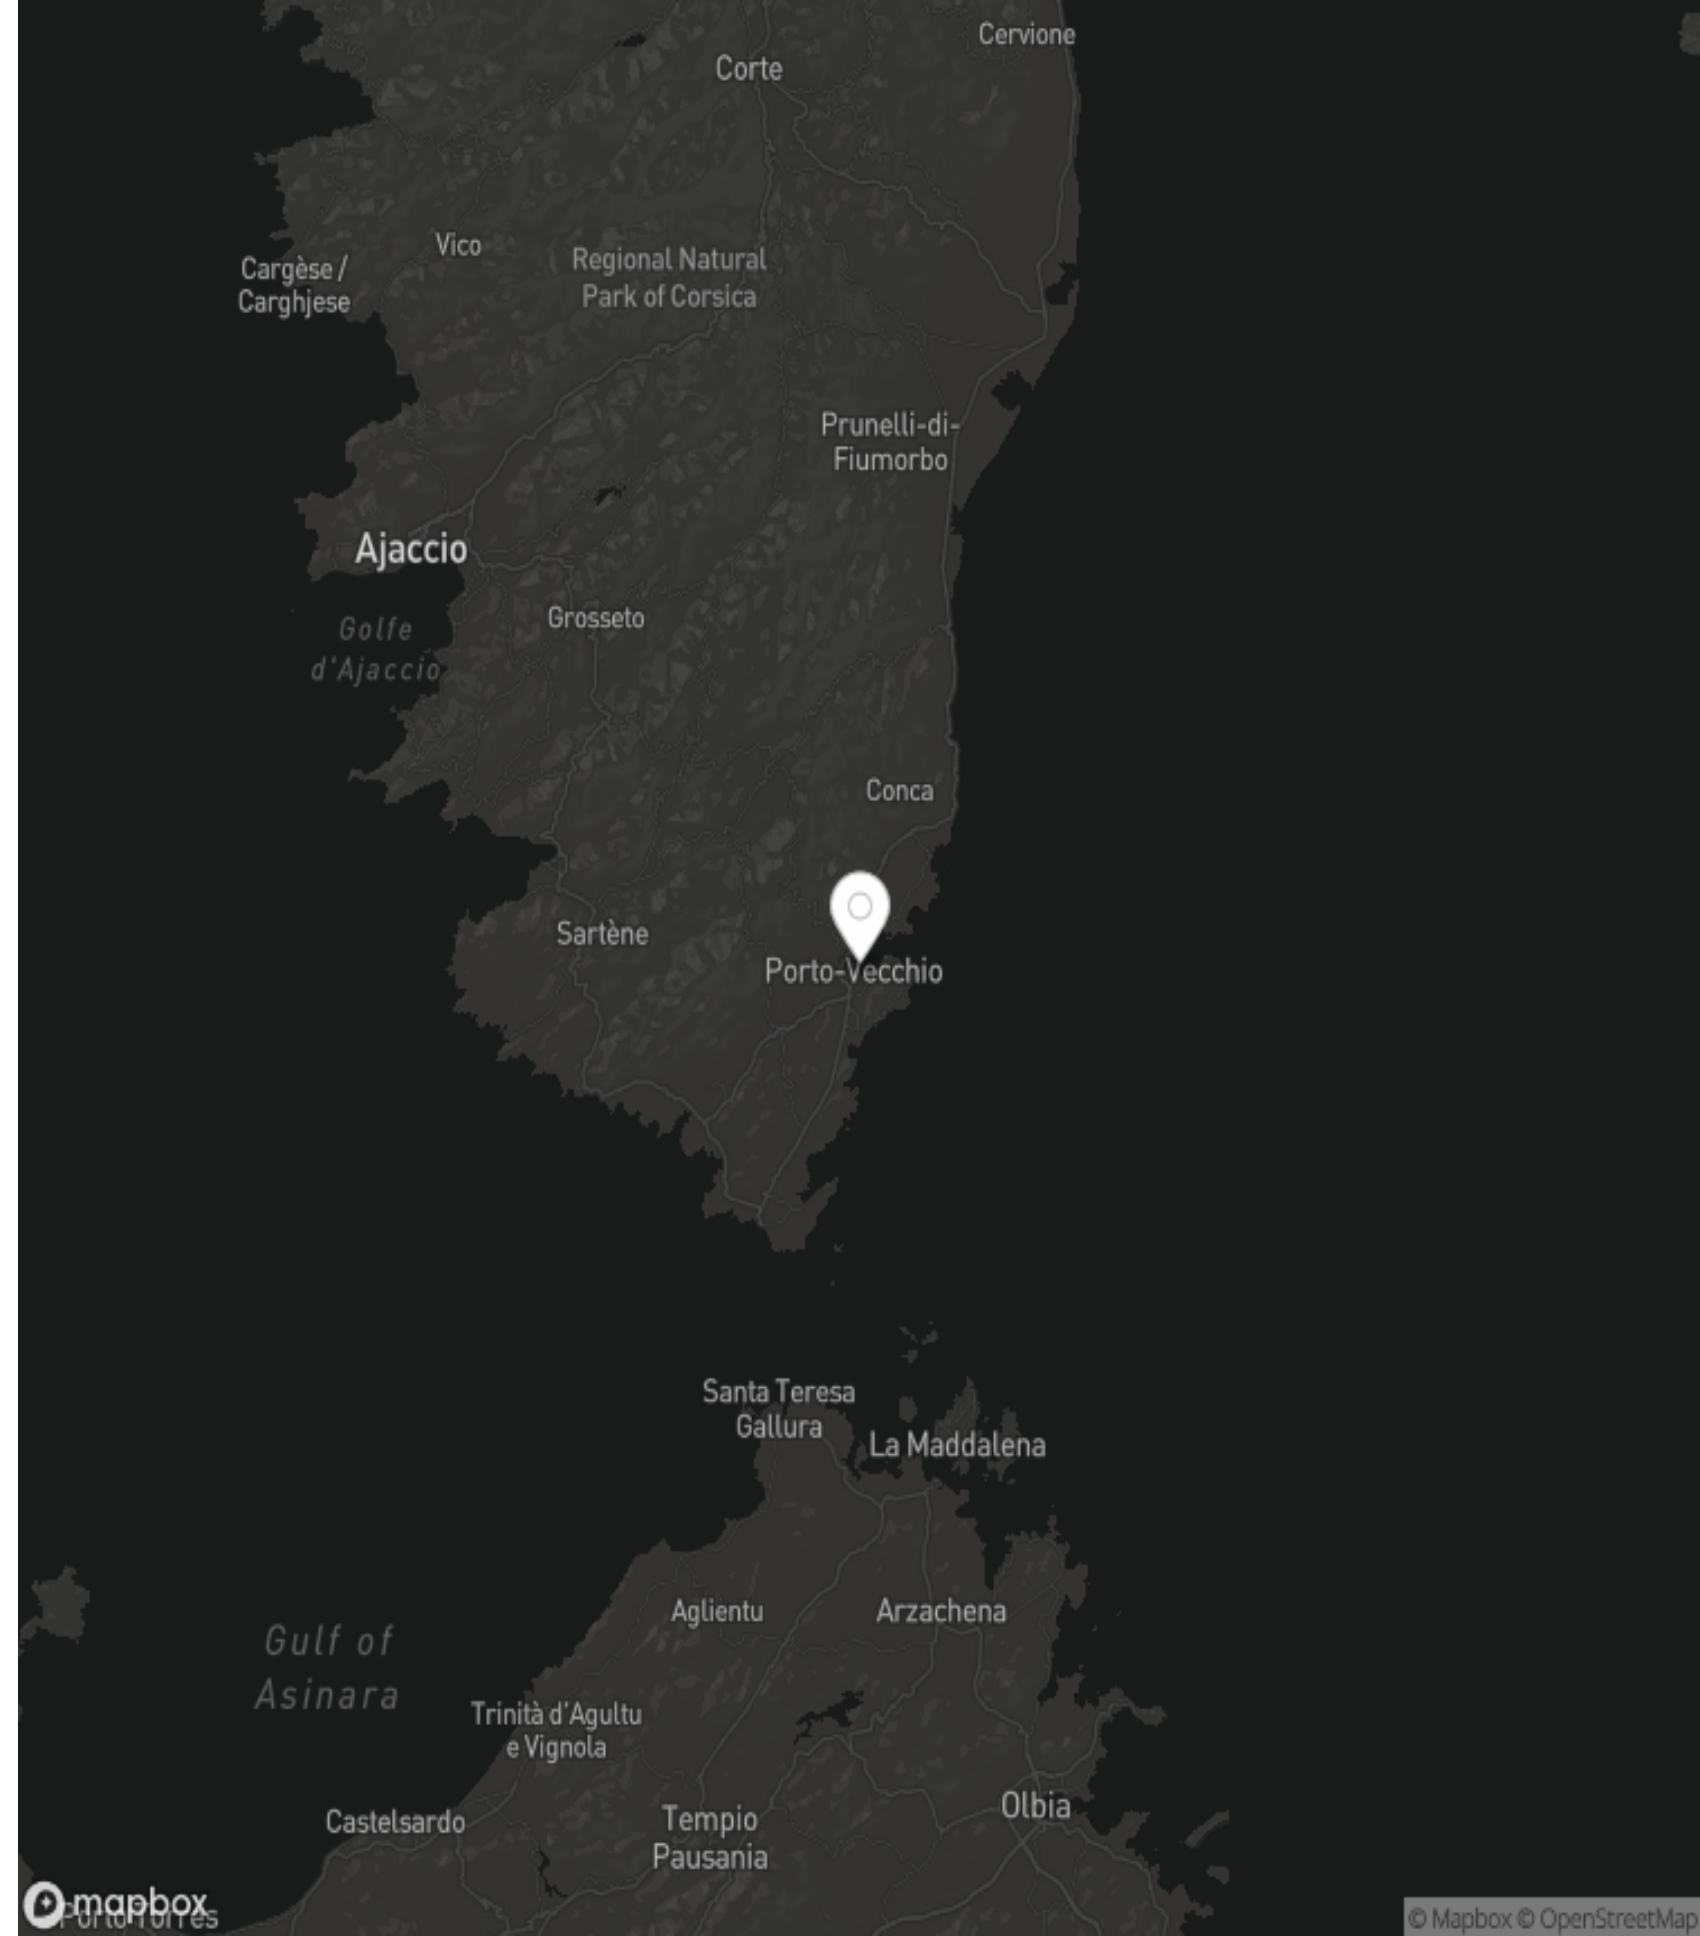 Cervione
Corte
Vico
Cargèse /
Carghjese
Regional Natural
Park of Corsica
Prunelli-di-
Fiumorbo
Ajaccio
Grosseto
Golfe
d'Ajaccio
Conca
Sartène
Porto-Vecchio
Santa Teresa
Gallura
La Maddalena
Aglientu
Arzachena
Gulf of
Asinara
Trinità d'Agultu
e Vignola
Castelsardo
Tempio
Pausania
Olbia
mapbox
Porto Torres
© Mapbox © OpenStreetMap